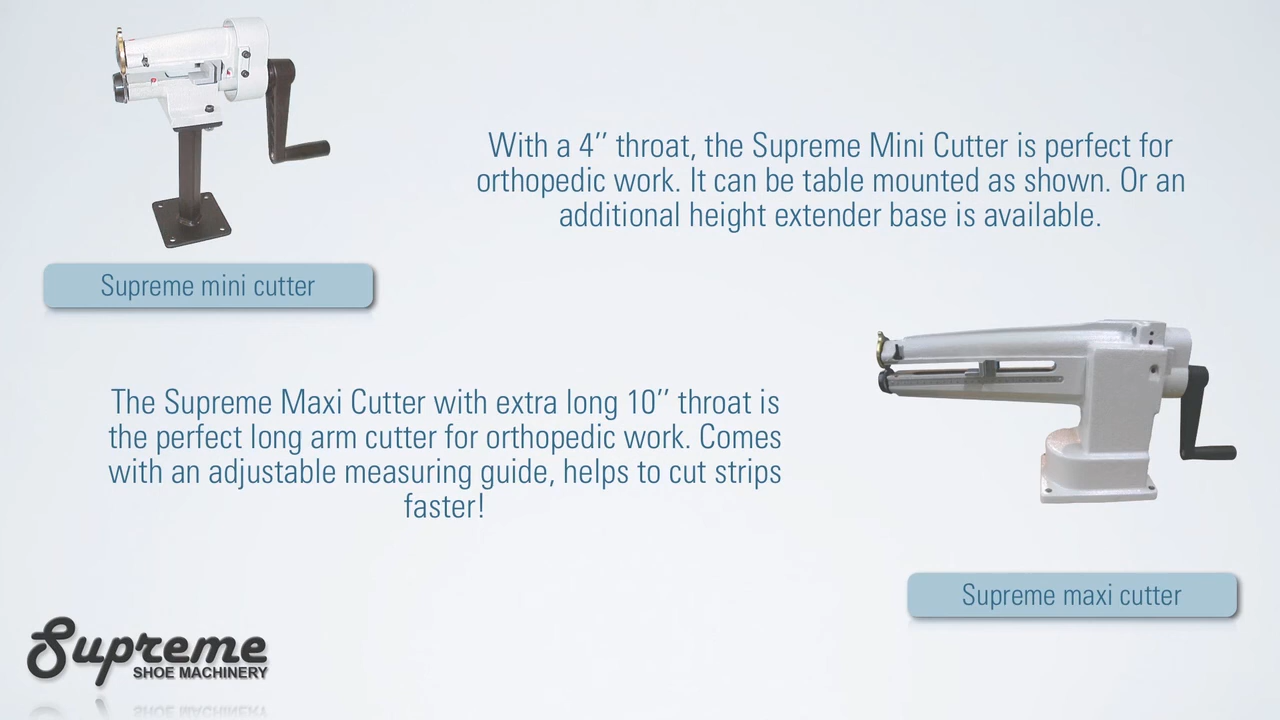 With a 4’’ throat, the Supreme Mini Cutter is perfect for
orthopedic work. It can be table mounted as shown. Or an
additional height extender base is available.
Supreme mini cutter
The Supreme Maxi Cutter with extra long 10’’ throat is
the perfect long arm cutter for orthopedic work. Comes
with an adjustable measuring guide, helps to cut strips
faster!
Supreme maxi cutter
Supreme
SHOE MACHINERY